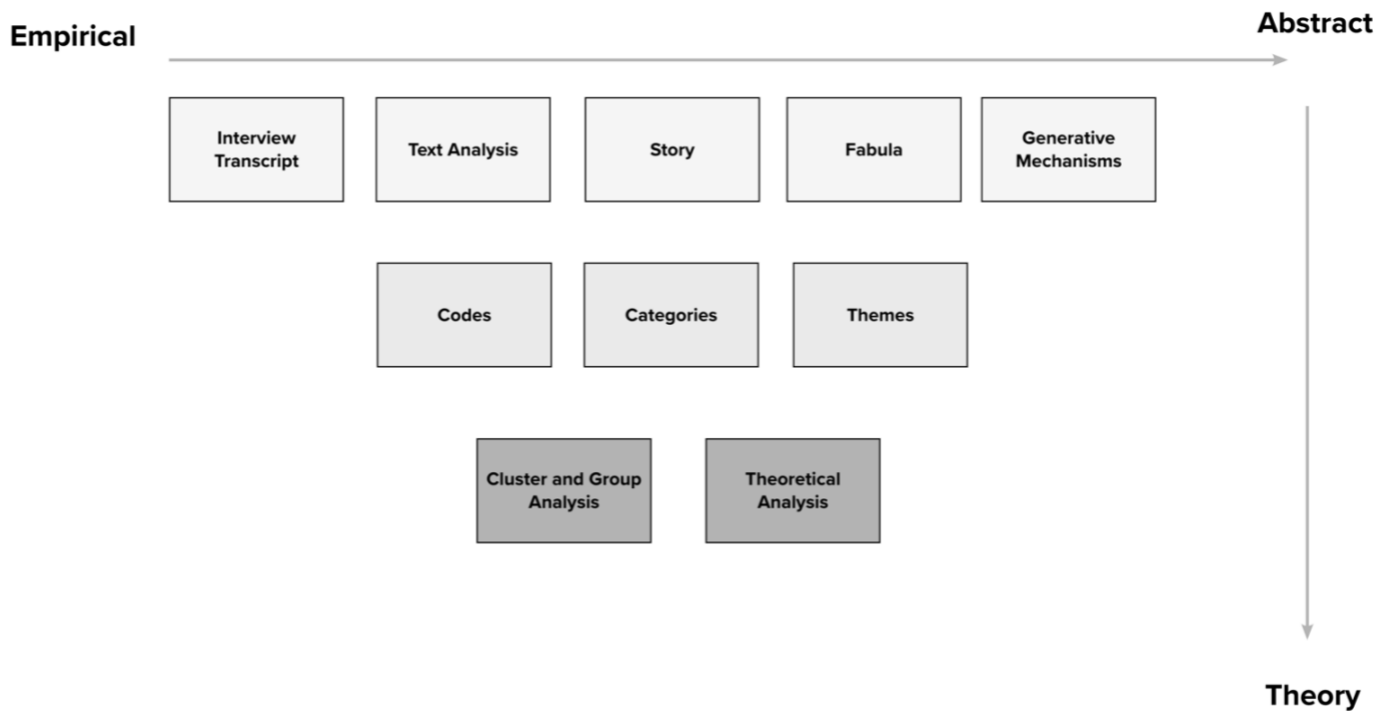 Empirical
Abstract
Interview
Transcript
Text Analysis
Story
Fabula
Generative
Mechanisms
Codes
Categories
Themes
Cluster and Group
Analysis
Theoretical
Analysis
Theory